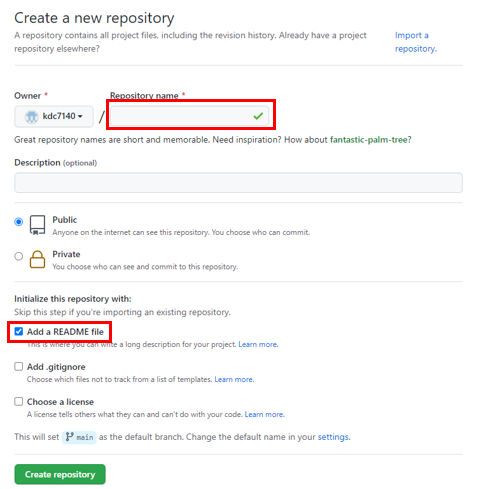 Create a new repository
A repository contains all project files, including the revision history. Already have a project
repository elsewhere?
Import a
repository.
Owner *
Repository name *
kdc7140
/
Great repository names are short and memorable. Need inspiration? How about fantastic-palm-tree?
Description (optional)
Public
Anyone on the internet can see this repository. You choose who can commit.
Private
You choose who can see and commit to this repository.
Initialize this repository with:
Skip this step if you're importing an existing repository.
Add a README file
This is where you can write a long description for your project. Learn more.
Add .gitignore
Choose which files not to track from a list of templates. Learn more.
Choose a license
A license tells others what they can and can't do with your code. Learn more.
This will set main as the default branch. Change the default name in your settings.
Create repository